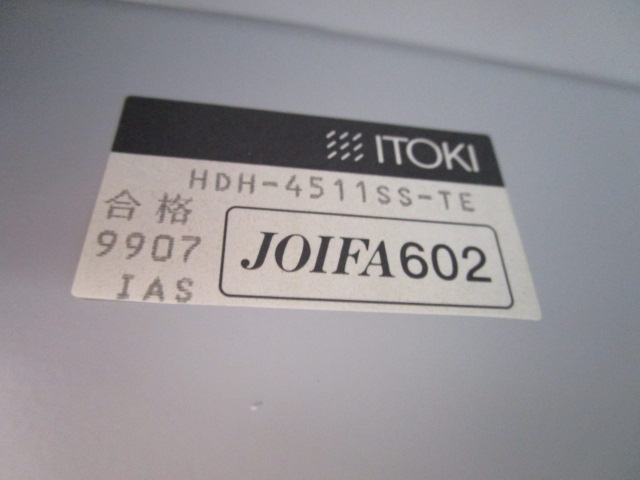 ITOKI
HDH-4511SS-TE
合格
9907
IAS
JOIFA602